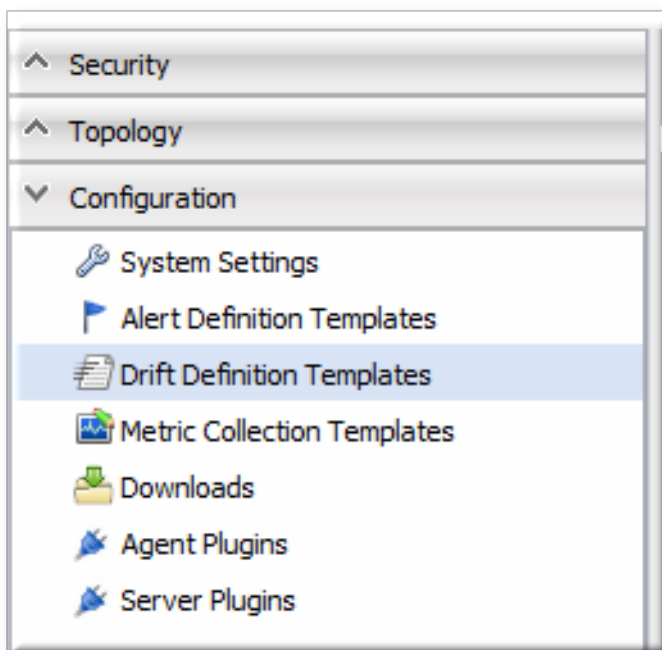 Security
Topology
Configuration
System Settings
Alert Definition Templates
Drift Definition Templates
Metric Collection Templates
Downloads
Agent Plugins
Server Plugins